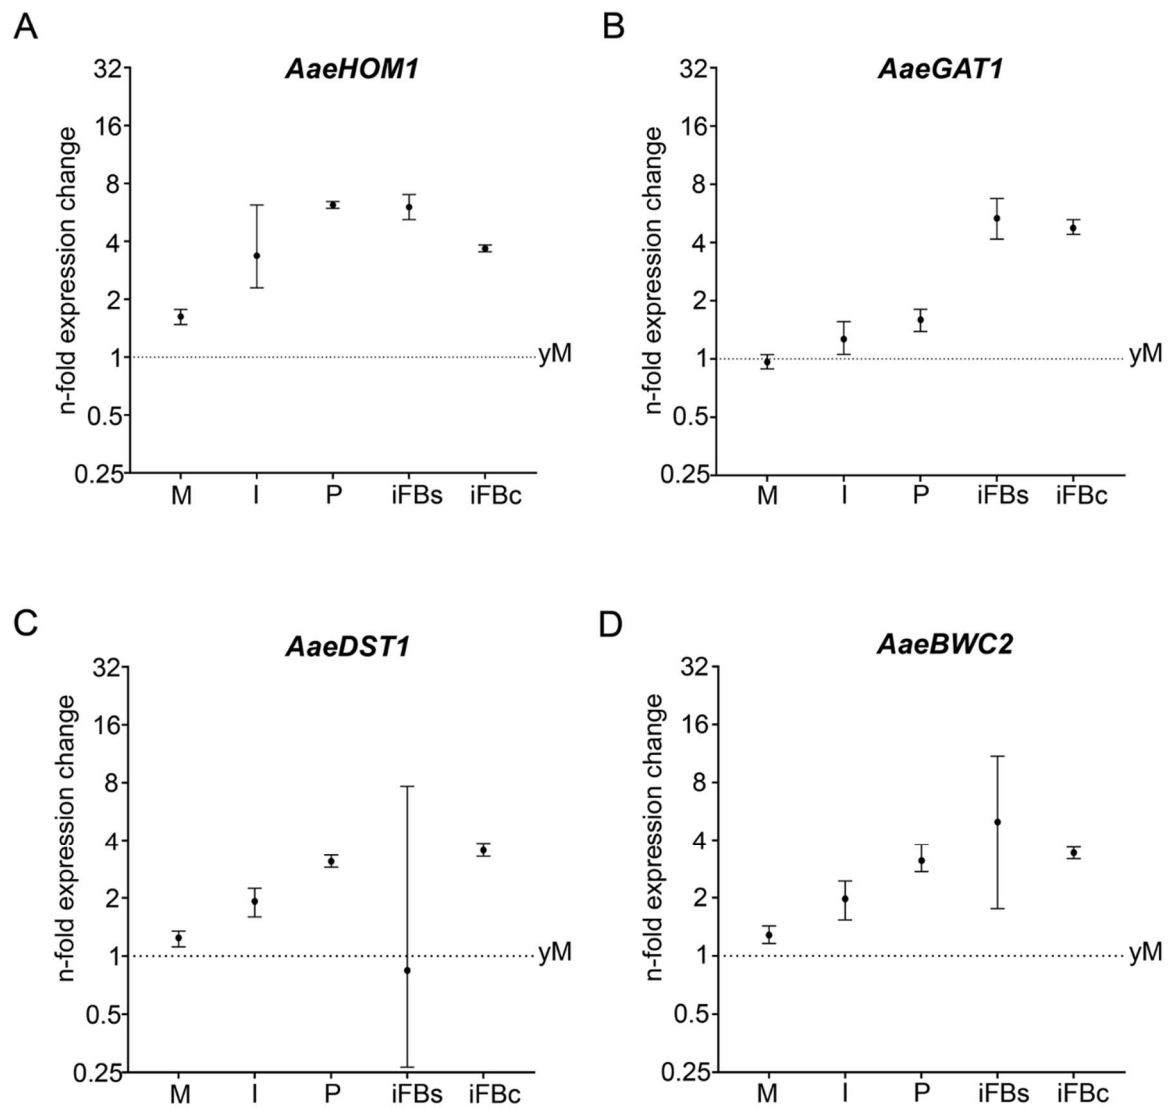 A
AaeHOM1
n-fold expression change
32
16
8
4
2
1
0.5
0.25
yM
M I P iFBs iFBc
B
AaeGAT1
n-fold expression change
32
16
8
4
2
1
0.5
0.25
yM
M I P iFBs iFBc
C
AaeDST1
n-fold expression change
32
16
8
4
2
1
0.5
0.25
yM
M I P iFBs iFBc
D
AaeBWC2
n-fold expression change
32
16
8
4
2
1
0.5
0.25
yM
M I P iFBs iFBc